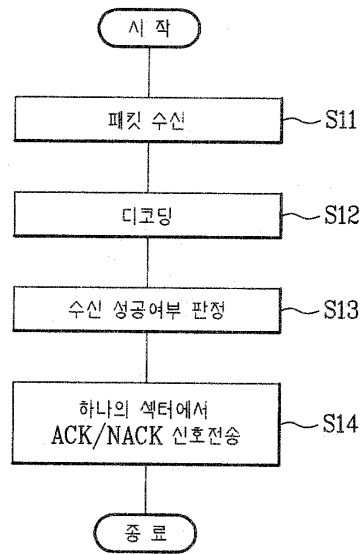 시 작
패킷 수신
S11
디코딩
S12
수신 성공여부 판정
S13
하나의 섹터에서
ACK/NACK 신호전송
S14
종 료